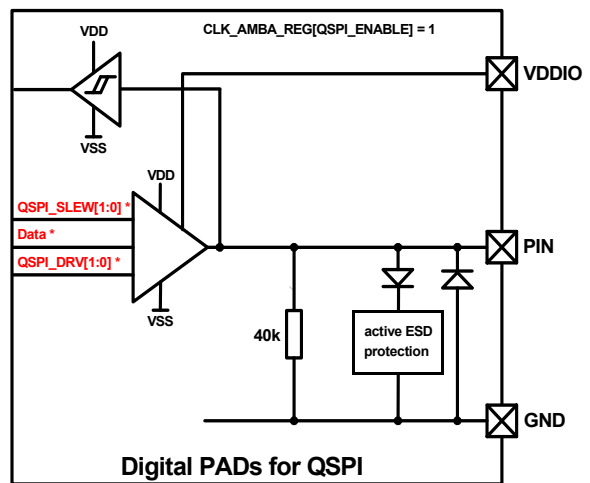 CLK_AMBA_REG[QSPI_ENABLE] = 1
VDD
VDDIO
VSS
VDD
QSPI_SLEW[1:0] *
Data *
PIN
QSPI_DRV[1:0] *
VSS
40k
active ESD
protection
GND
Digital PADs for QSPI